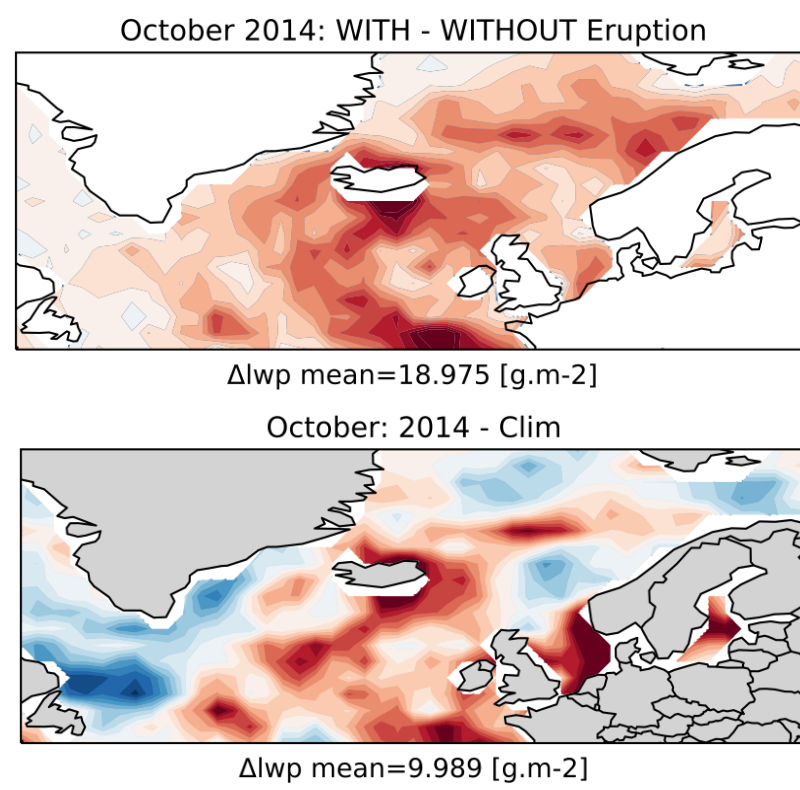 October 2014: WITH - WITHOUT Eruption
Δlwp mean=18.975 [g.m-2]
October: 2014 - Clim
Δlwp mean=9.989 [g.m-2]